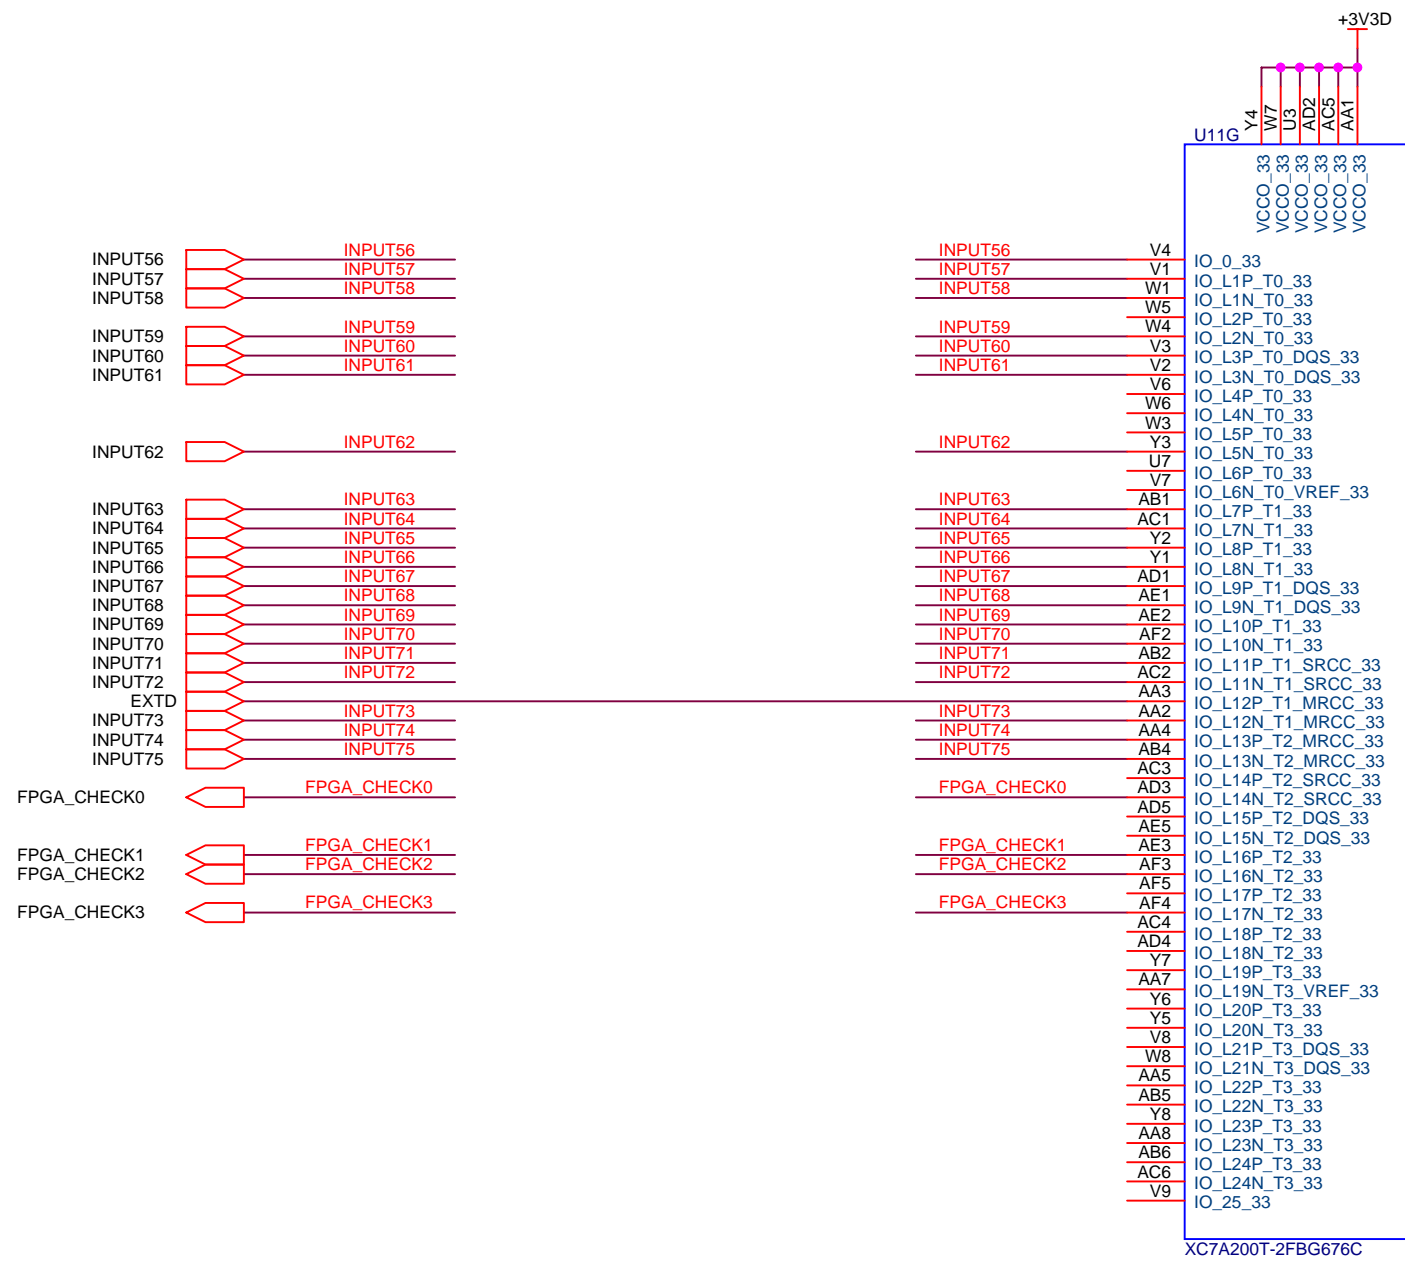 +3V3D
Y4
W7
U3
AD2
AC5
AA1
U11G
VCCO_33
VCCO_33
VCCO_33
VCCO_33
VCCO_33
VCCO_33
INPUT56 INPUT56 INPUT56 V4 IO_0_33
INPUT57 INPUT57 INPUT57 V1 IO_L1P_T0_33
INPUT58 INPUT58 INPUT58 W1 IO_L1N_T0_33
W5 IO_L2P_T0_33
INPUT59 INPUT59 INPUT59 W4 IO_L2N_T0_33
INPUT60 INPUT60 INPUT60 V3 IO_L3P_T0_DQS_33
INPUT61 INPUT61 INPUT61 V2 IO_L3N_T0_DQS_33
V6 IO_L4P_T0_33
W6 IO_L4N_T0_33
W3 IO_L5P_T0_33
INPUT62 INPUT62 INPUT62 Y3 IO_L5N_T0_33
U7 IO_L6P_T0_33
V7 IO_L6N_T0_VREF_33
INPUT63 INPUT63 INPUT63 AB1 IO_L7P_T1_33
INPUT64 INPUT64 INPUT64 AC1 IO_L7N_T1_33
INPUT65 INPUT65 INPUT65 Y2 IO_L8P_T1_33
INPUT66 INPUT66 INPUT66 Y1 IO_L8N_T1_33
INPUT67 INPUT67 INPUT67 AD1 IO_L9P_T1_DQS_33
INPUT68 INPUT68 INPUT68 AE1 IO_L9N_T1_DQS_33
INPUT69 INPUT69 INPUT69 AE2 IO_L10P_T1_33
INPUT70 INPUT70 INPUT70 AF2 IO_L10N_T1_33
INPUT71 INPUT71 INPUT71 AB2 IO_L11P_T1_SRCC_33
INPUT72 INPUT72 INPUT72 AC2 IO_L11N_T1_SRCC_33
EXTD AA3 IO_L12P_T1_MRCC_33
INPUT73 INPUT73 INPUT73 AA2 IO_L12N_T1_MRCC_33
INPUT74 INPUT74 INPUT74 AA4 IO_L13P_T2_MRCC_33
INPUT75 INPUT75 INPUT75 AB4 IO_L13N_T2_MRCC_33
AC3 IO_L14P_T2_SRCC_33
FPGA_CHECK0 FPGA_CHECK0 FPGA_CHECK0 AD3 IO_L14N_T2_SRCC_33
AD5 IO_L15P_T2_DQS_33
AE5 IO_L15N_T2_DQS_33
FPGA_CHECK1 FPGA_CHECK1 FPGA_CHECK1 AE3 IO_L16P_T2_33
FPGA_CHECK2 FPGA_CHECK2 FPGA_CHECK2 AF3 IO_L16N_T2_33
AF5 IO_L17P_T2_33
FPGA_CHECK3 FPGA_CHECK3 FPGA_CHECK3 AF4 IO_L17N_T2_33
AC4 IO_L18P_T2_33
AD4 IO_L18N_T2_33
Y7 IO_L19P_T3_33
AA7 IO_L19N_T3_VREF_33
Y6 IO_L20P_T3_33
Y5 IO_L20N_T3_33
V8 IO_L21P_T3_DQS_33
W8 IO_L21N_T3_DQS_33
AA5 IO_L22P_T3_33
AB5 IO_L22N_T3_33
Y8 IO_L23P_T3_33
AA8 IO_L23N_T3_33
AB6 IO_L24P_T3_33
AC6 IO_L24N_T3_33
V9 IO_25_33
XC7A200T-2FBG676C